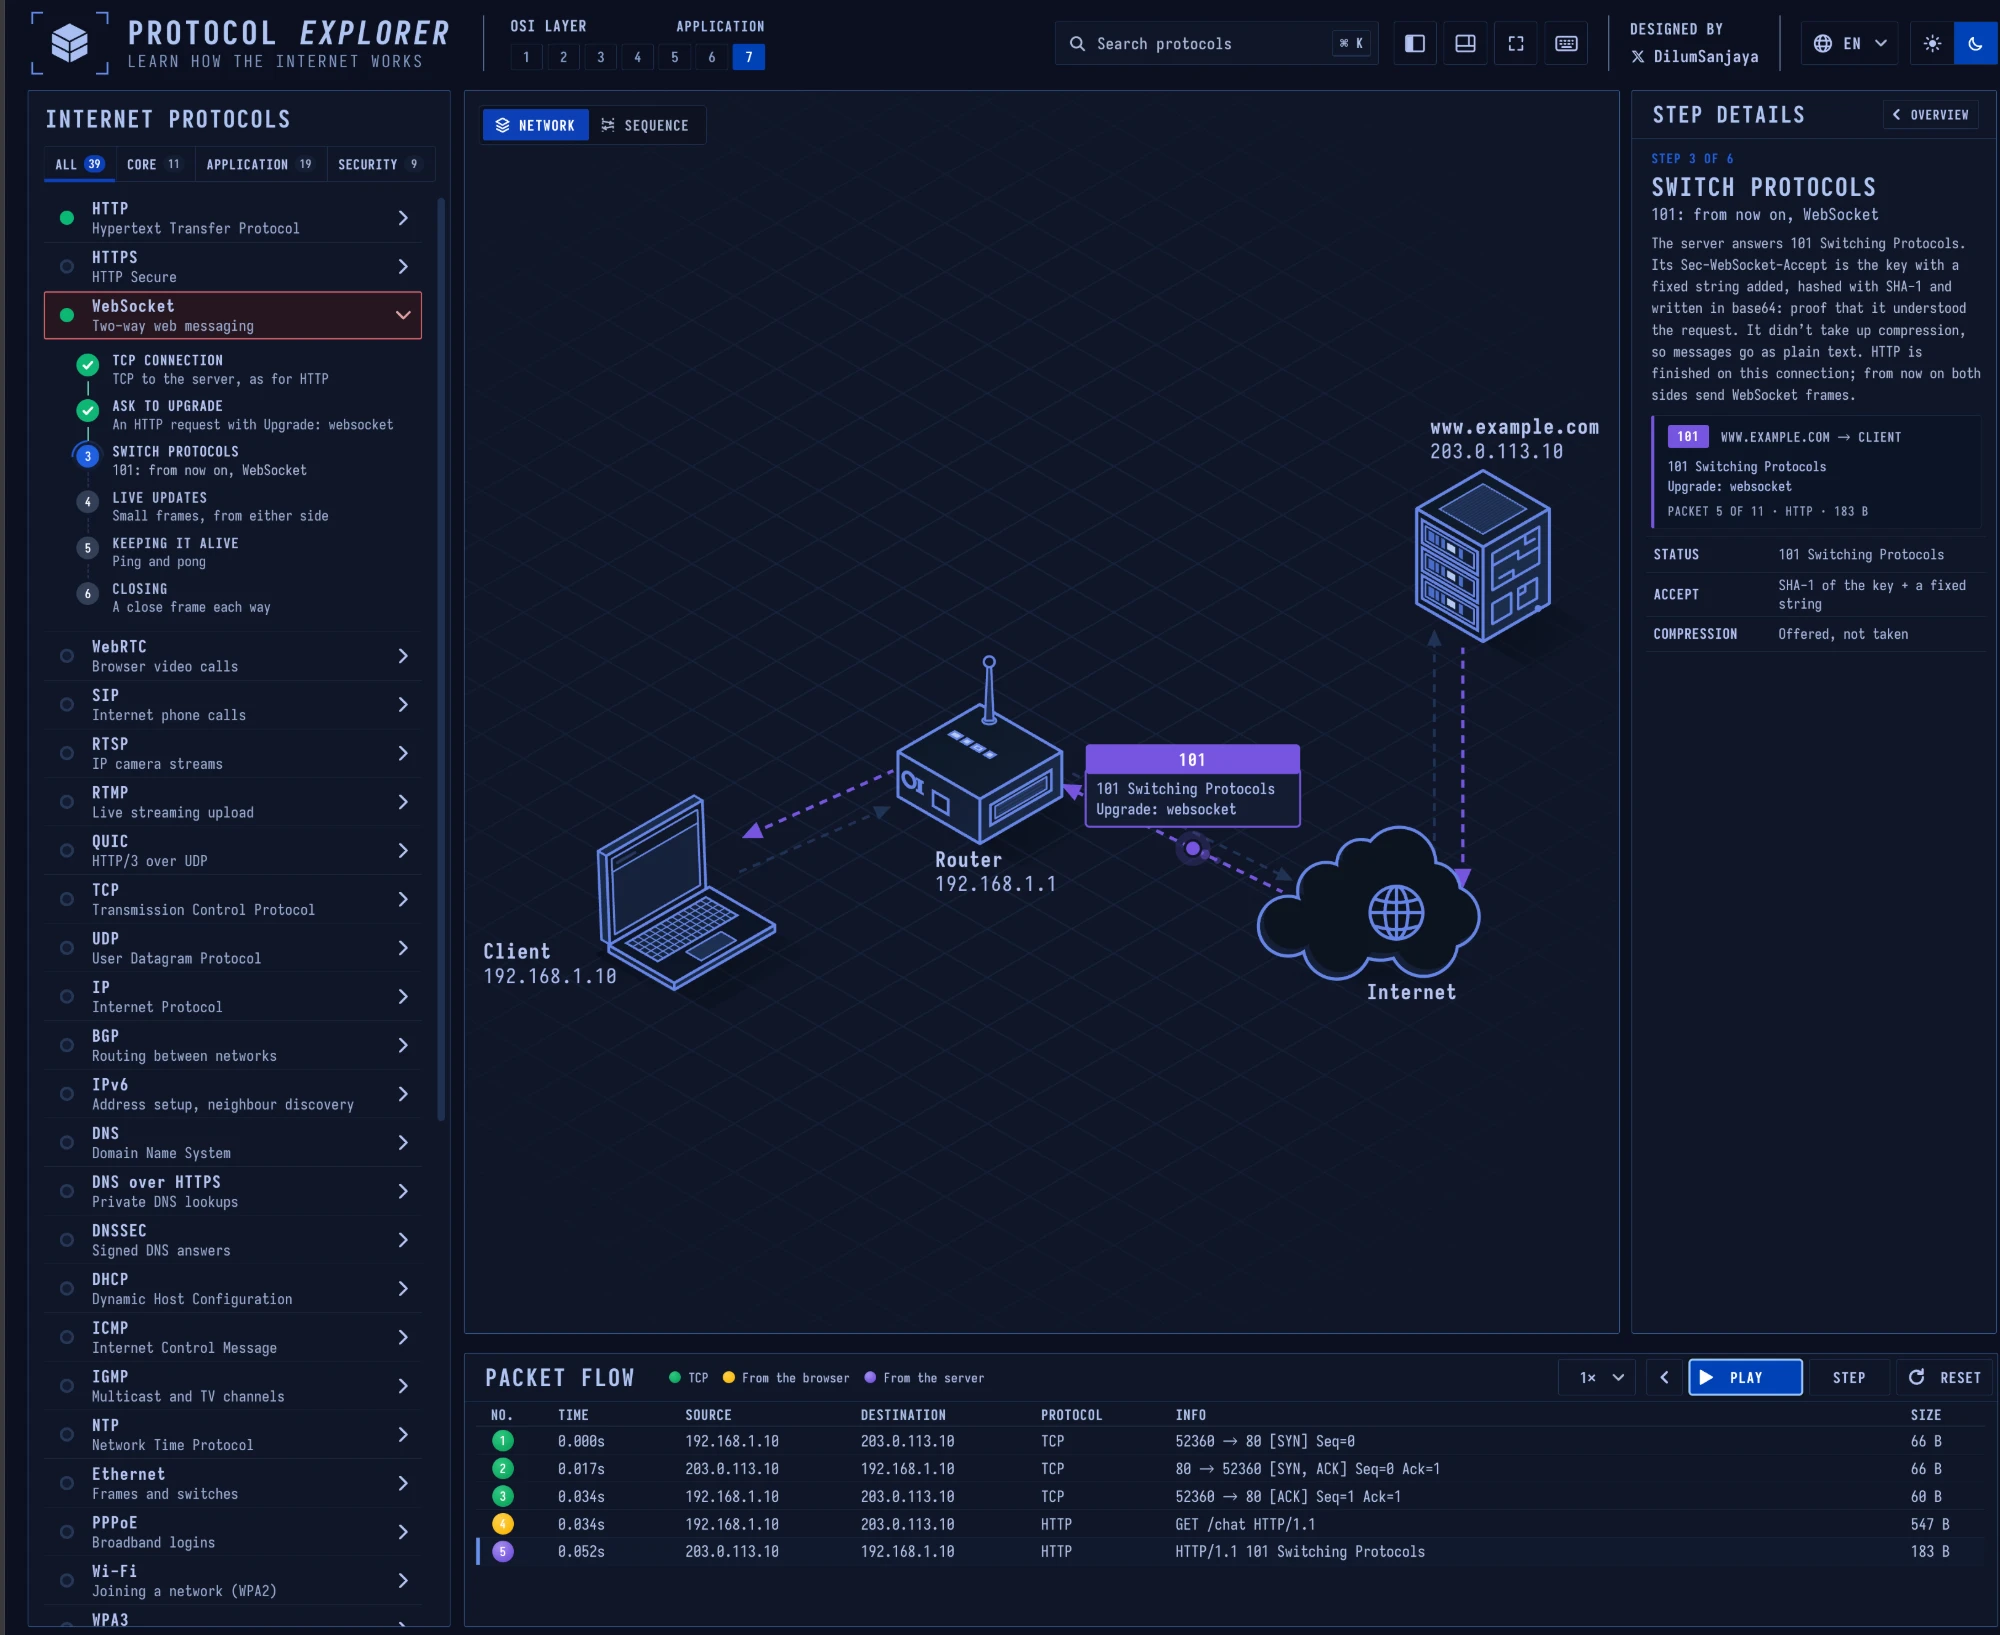 PROTOCOL EXPLORER
LEARN HOW THE INTERNET WORKS
OSI LAYER APPLICATION
1 2 3 4 5 6 7
Search protocols ⌘ K
DESIGNED BY
X DilumSanjaya
EN
INTERNET PROTOCOLS
ALL 39 CORE 11 APPLICATION 19 SECURITY 9
HTTP
Hypertext Transfer Protocol
HTTPS
HTTP Secure
WebSocket
Two-way web messaging
TCP CONNECTION
TCP to the server, as for HTTP
ASK TO UPGRADE
An HTTP request with Upgrade: websocket
3 SWITCH PROTOCOLS
101: from now on, WebSocket
4 LIVE UPDATES
Small frames, from either side
5 KEEPING IT ALIVE
Ping and pong
6 CLOSING
A close frame each way
WebRTC
Browser video calls
SIP
Internet phone calls
RTSP
IP camera streams
RTMP
Live streaming upload
QUIC
HTTP/3 over UDP
TCP
Transmission Control Protocol
UDP
User Datagram Protocol
IP
Internet Protocol
BGP
Routing between networks
IPv6
Address setup, neighbour discovery
DNS
Domain Name System
DNS over HTTPS
Private DNS lookups
DNSSEC
Signed DNS answers
DHCP
Dynamic Host Configuration
ICMP
Internet Control Message
IGMP
Multicast and TV channels
NTP
Network Time Protocol
Ethernet
Frames and switches
PPPoE
Broadband logins
Wi-Fi
Joining a network (WPA2)
WPA3
NETWORK SEQUENCE
www.example.com
203.0.113.10
101
101 Switching Protocols
Upgrade: websocket
Router
192.168.1.1
Client
192.168.1.10
Internet
STEP DETAILS OVERVIEW
STEP 3 OF 6
SWITCH PROTOCOLS
101: from now on, WebSocket
The server answers 101 Switching Protocols.
Its Sec-WebSocket-Accept is the key with a
fixed string added, hashed with SHA-1 and
written in base64: proof that it understood
the request. It didn’t take up compression,
so messages go as plain text. HTTP is
finished on this connection; from now on both
sides send WebSocket frames.
101 WWW.EXAMPLE.COM → CLIENT
101 Switching Protocols
Upgrade: websocket
PACKET 5 OF 11 · HTTP · 183 B
STATUS 101 Switching Protocols
ACCEPT SHA-1 of the key + a fixed
string
COMPRESSION Offered, not taken
PACKET FLOW TCP From the browser From the server 1× PLAY STEP RESET
NO. TIME SOURCE DESTINATION PROTOCOL INFO SIZE
1 0.000s 192.168.1.10 203.0.113.10 TCP 52360 → 80 [SYN] Seq=0 66 B
2 0.017s 203.0.113.10 192.168.1.10 TCP 80 → 52360 [SYN, ACK] Seq=0 Ack=1 66 B
3 0.034s 192.168.1.10 203.0.113.10 TCP 52360 → 80 [ACK] Seq=1 Ack=1 60 B
4 0.034s 192.168.1.10 203.0.113.10 HTTP GET /chat HTTP/1.1 547 B
5 0.052s 203.0.113.10 192.168.1.10 HTTP HTTP/1.1 101 Switching Protocols 183 B